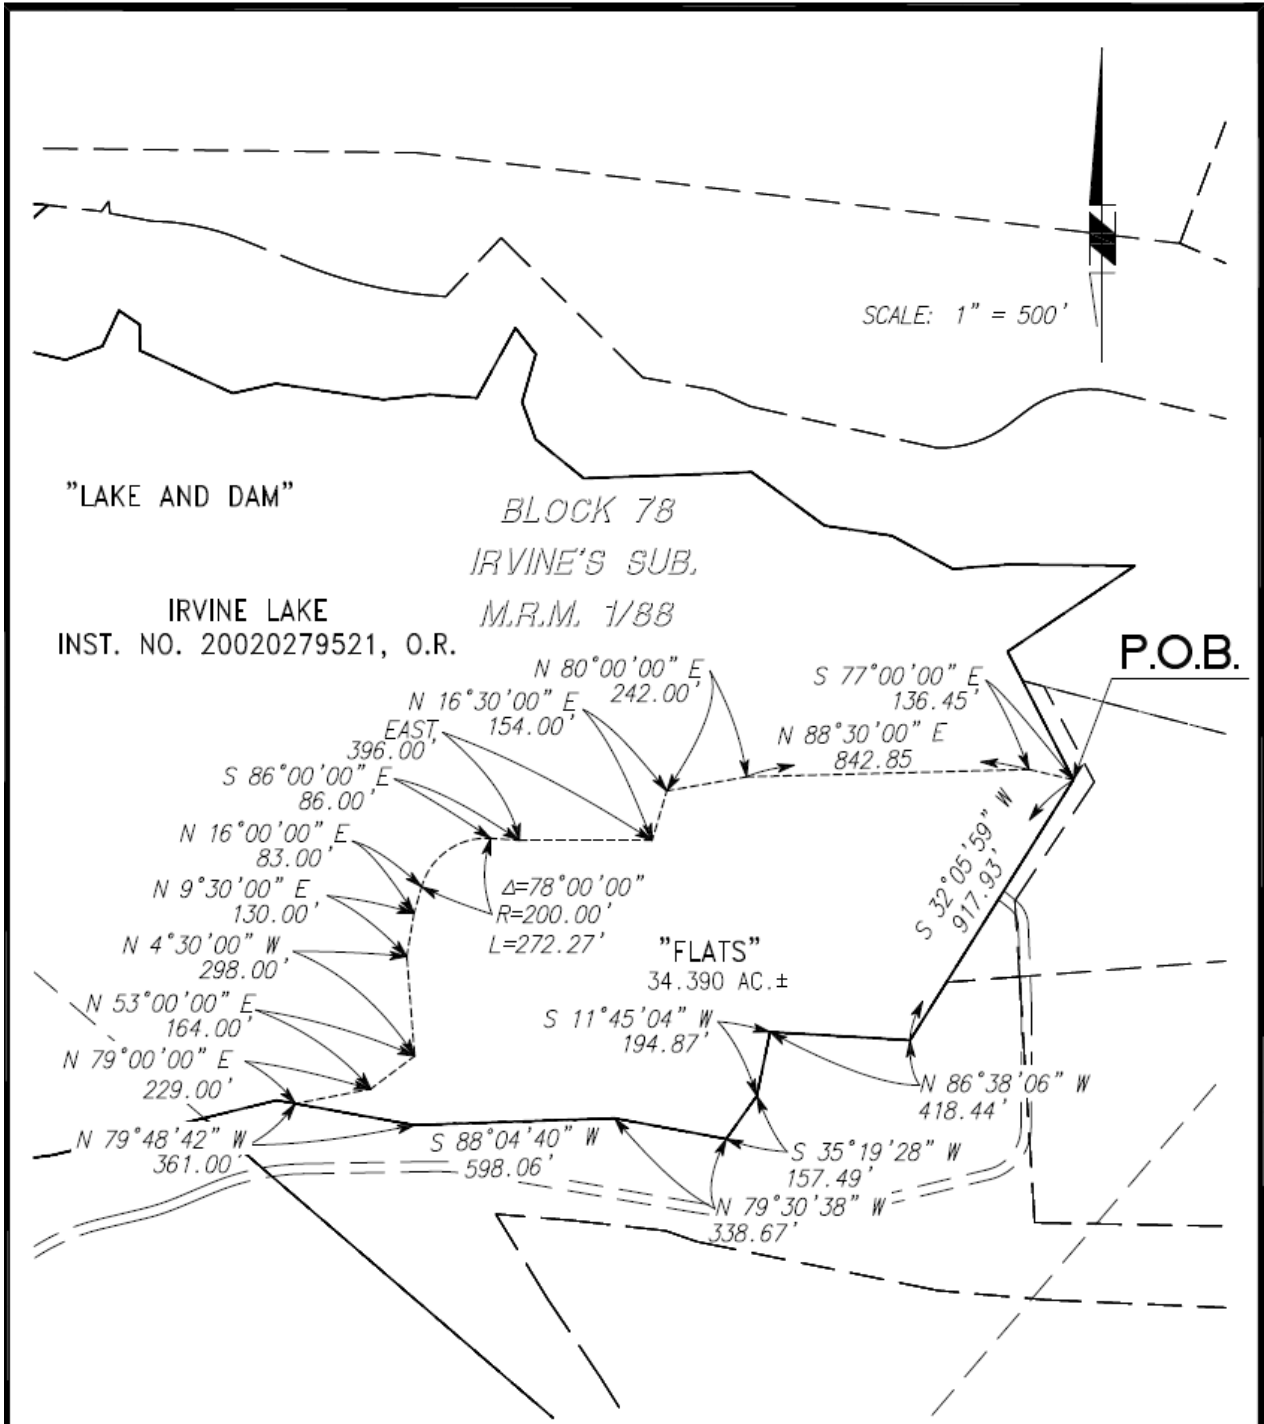 SCALE: 1" = 500'
"LAKE AND DAM"
BLOCK 78
IRVINE'S SUB.
M.R.M. 1/88
IRVINE LAKE
INST. NO. 20020279521, O.R.
P.O.B.
N 80°00'00" E
242.00'
S 77°00'00" E
136.45'
N 16°30'00" E
154.00'
EAST
396.00'
N 88°30'00" E
842.85
S 86°00'00" E
86.00'
S 32°05'59" W
917.93'
N 16°00'00" E
83.00'
N 9°30'00" E
130.00'
Δ=78°00'00"
R=200.00'
L=272.27'
N 4°30'00" W
298.00'
"FLATS"
34.390 AC.±
N 53°00'00" E
164.00'
S 11°45'04" W
194.87'
N 79°00'00" E
229.00'
N 86°38'06" W
418.44'
N 79°48'42" W
361.00'
S 88°04'40" W
598.06'
S 35°19'28" W
157.49'
N 79°30'38" W
338.67'